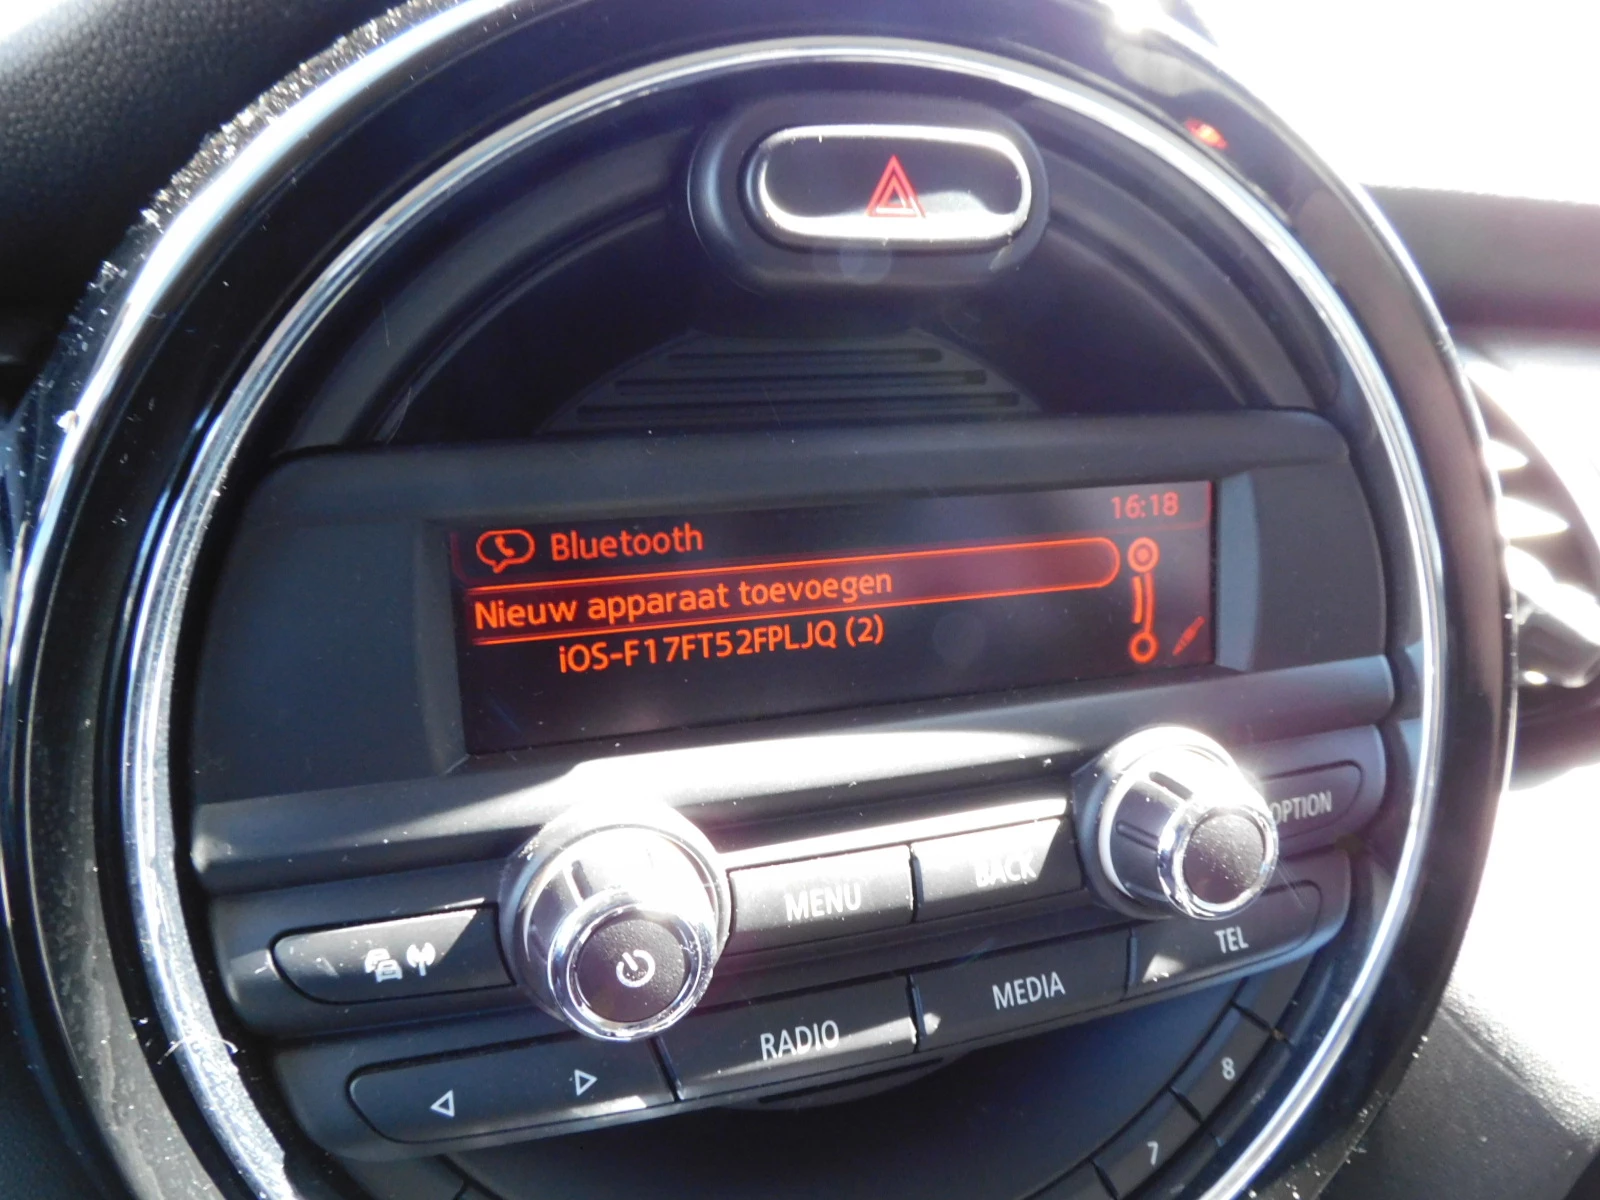 16:18
Bluetooth
Nieuw apparaat toevoegen
iOS-F17FT52FPLJQ (2)
OPTION
MENU
BACK
TEL
MEDIA
RADIO
8
7